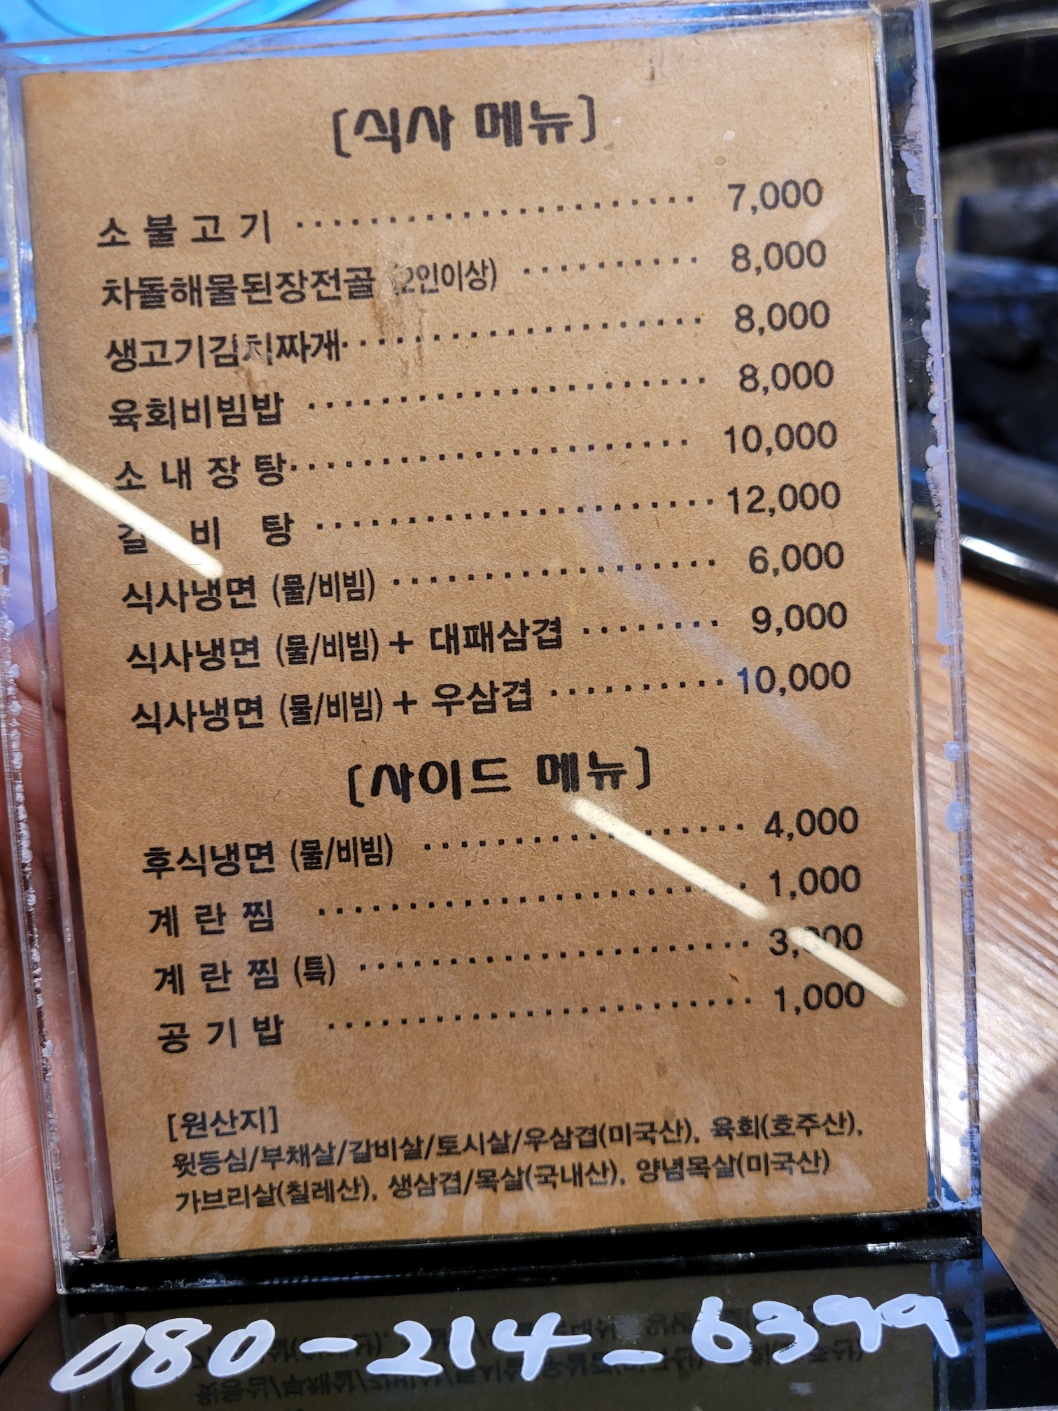 [식사 메뉴]
소불고기 ···················· 7,000
차돌해물된장전골 (2인이상) ·········· 8,000
생고기김치짜개·················· 8,000
육회비빔밥 ·················· 8,000
소내장탕·················· 10,000
갈 비 탕 ·················· 12,000
식사냉면 (물/비빔) ················ 6,000
식사냉면 (물/비빔) + 대패삼겹 ········ 9,000
식사냉면 (물/비빔) + 우삼겹 ··········10,000
[사이드 메뉴]
후식냉면 (물/비빔) ················ 4,000
계란찜 ···················· 1,000
계란찜 (특) ···················· 3,000
공기밥 ···················· 1,000
[원산지]
윗등심/부채살/갈비살/토시살/우삼겹(미국산), 육회(호주산),
가브리살(칠레산), 생삼겹/목살(국내산), 양념목살(미국산)
080-214-6399